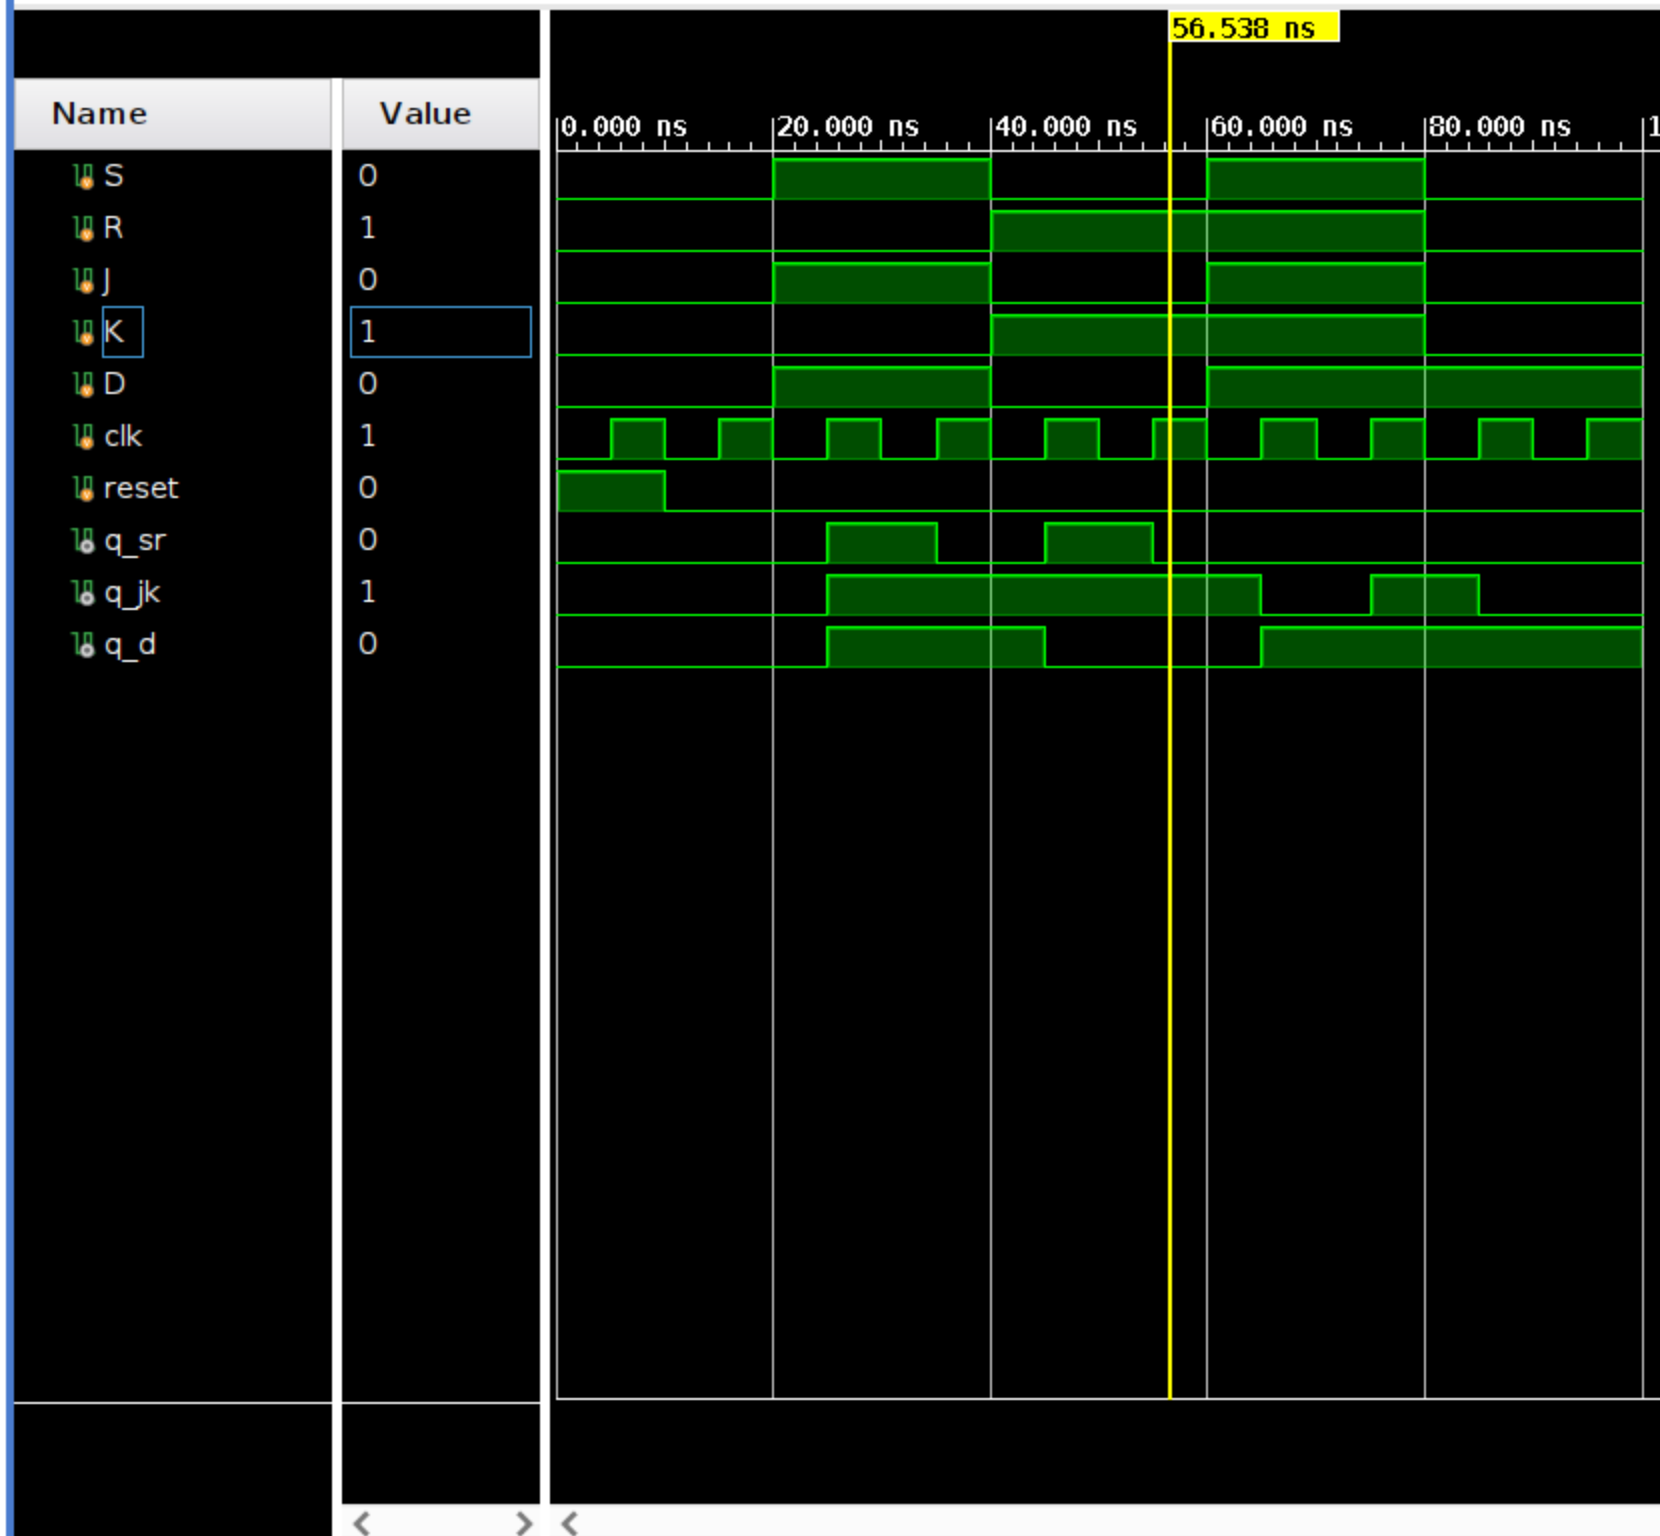 56.538 ns
Name Value
0.000 ns 20.000 ns 40.000 ns 60.000 ns 80.000 ns 1
S 0
R 1
J 0
K 1
D 0
clk 1
reset 0
q_sr 0
q_jk 1
q_d 0